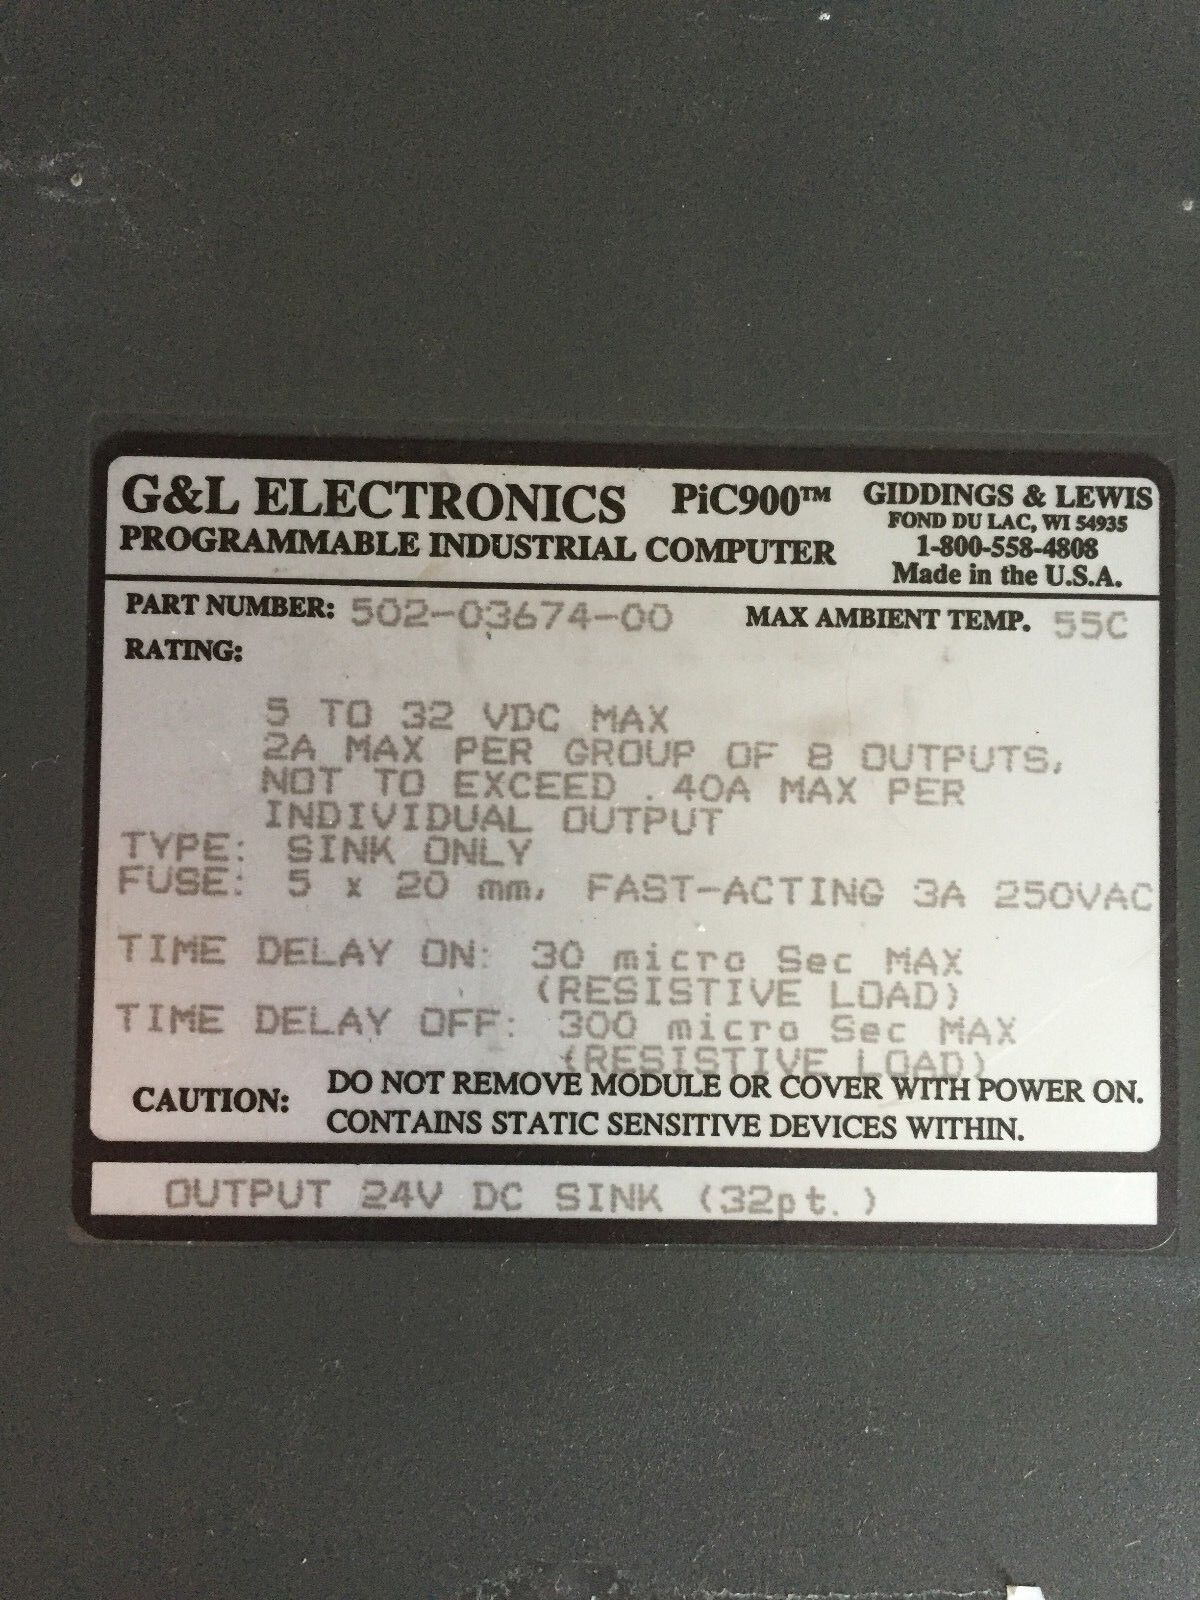 G&L ELECTRONICS PiC900™
PROGRAMMABLE INDUSTRIAL COMPUTER
GIDDINGS & LEWIS
FOND DU LAC, WI 54935
1-800-558-4808
Made in the U.S.A.
PART NUMBER: 502-03674-00 MAX AMBIENT TEMP. 55C
RATING:
5 TO 32 VDC MAX
2A MAX PER GROUP OF 8 OUTPUTS,
NOT TO EXCEED .40A MAX PER
INDIVIDUAL OUTPUT
TYPE: SINK ONLY
FUSE: 5 x 20 mm, FAST-ACTING 3A 250VAC
TIME DELAY ON: 30 micro Sec MAX
(RESISTIVE LOAD)
TIME DELAY OFF: 300 micro Sec MAX
(RESISTIVE LOAD)
CAUTION: DO NOT REMOVE MODULE OR COVER WITH POWER ON.
CONTAINS STATIC SENSITIVE DEVICES WITHIN.
OUTPUT 24V DC SINK (32pt.)